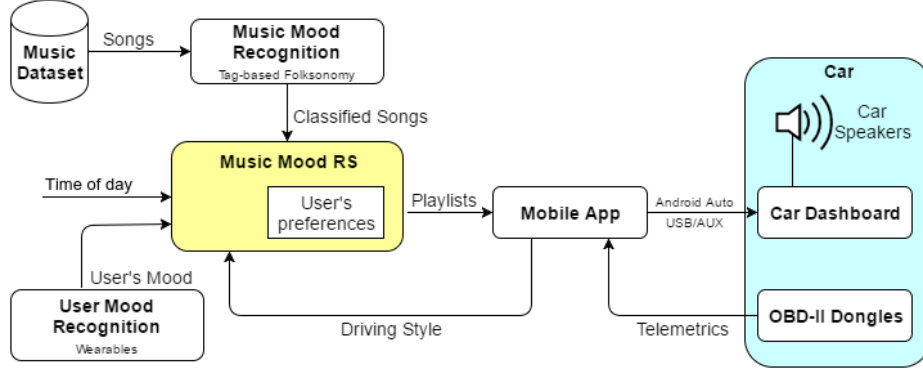 Music
Dataset
Songs
Music Mood
Recognition
Tag-based Folksonomy
Classified Songs
Music Mood RS
User's
preferences
Time of day
User's Mood
User Mood
Recognition
Wearables
Playlists
Mobile App
Driving Style
Telemetrics
Android Auto
USB/AUX
Car
Car
Speakers
Car Dashboard
OBD-II Dongles